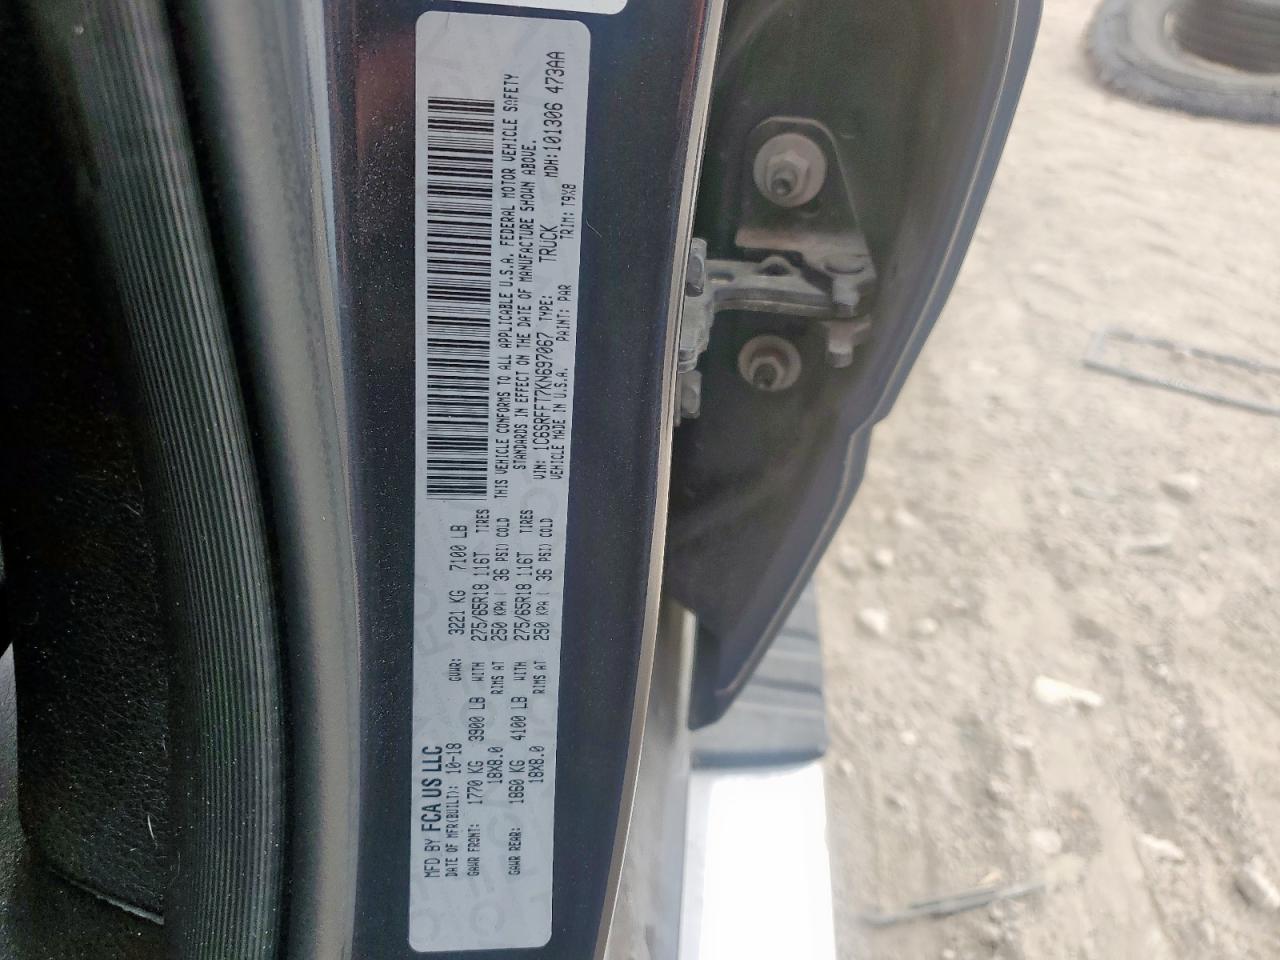 MFD BY FCA US LLC
DATE OF MFR(BUILT): 10-18 GVWR: 3221 KG 7100 LB
GAWR FRONT: 1770 KG 3900 LB WITH 275/65R18 116T TIRES
18X8.0 RIMS AT 250 KPA ( 36 PSI) COLD
GAWR REAR: 1860 KG 4100 LB WITH 275/65R18 116T TIRES
18X8.0 RIMS AT 250 KPA ( 36 PSI) COLD
THIS VEHICLE CONFORMS TO ALL APPLICABLE U.S.A. FEDERAL MOTOR VEHICLE SAFETY
STANDARDS IN EFFECT ON THE DATE OF MANUFACTURE SHOWN ABOVE.
VIN: 1C6SRFFT7KN697067 TYPE: TRUCK MDH:101306 473AA
VEHICLE MADE IN U.S.A. PAINT: PAR TRIM: T9X8